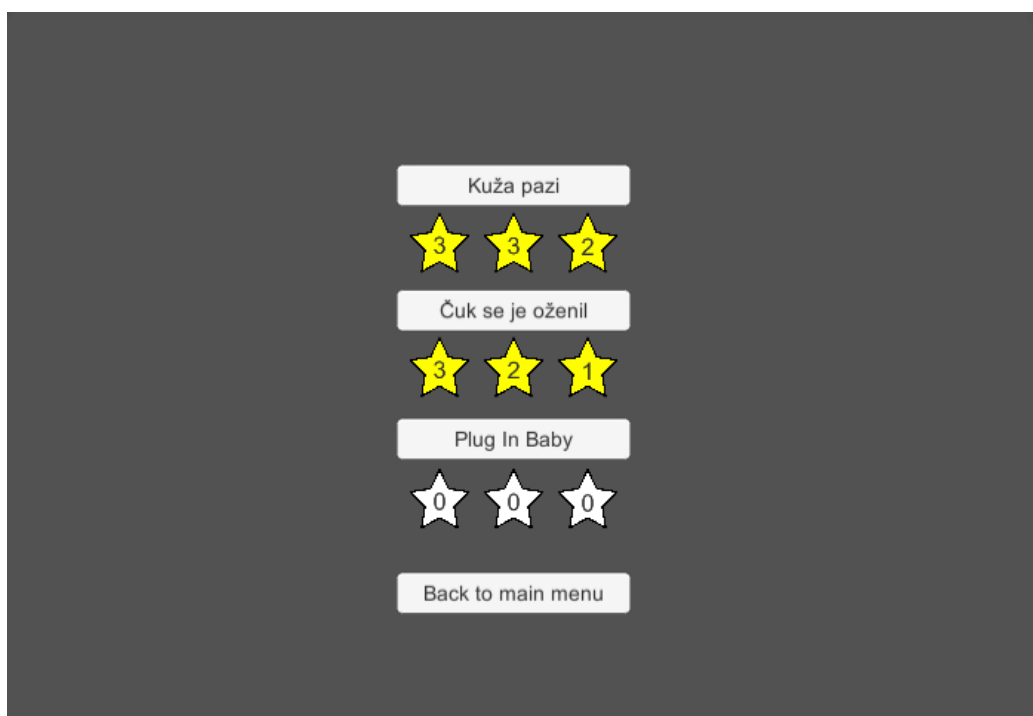 Kuža pazi
3 3 2
Čuk se je oženil
3 2 1
Plug In Baby
0 0 0
Back to main menu